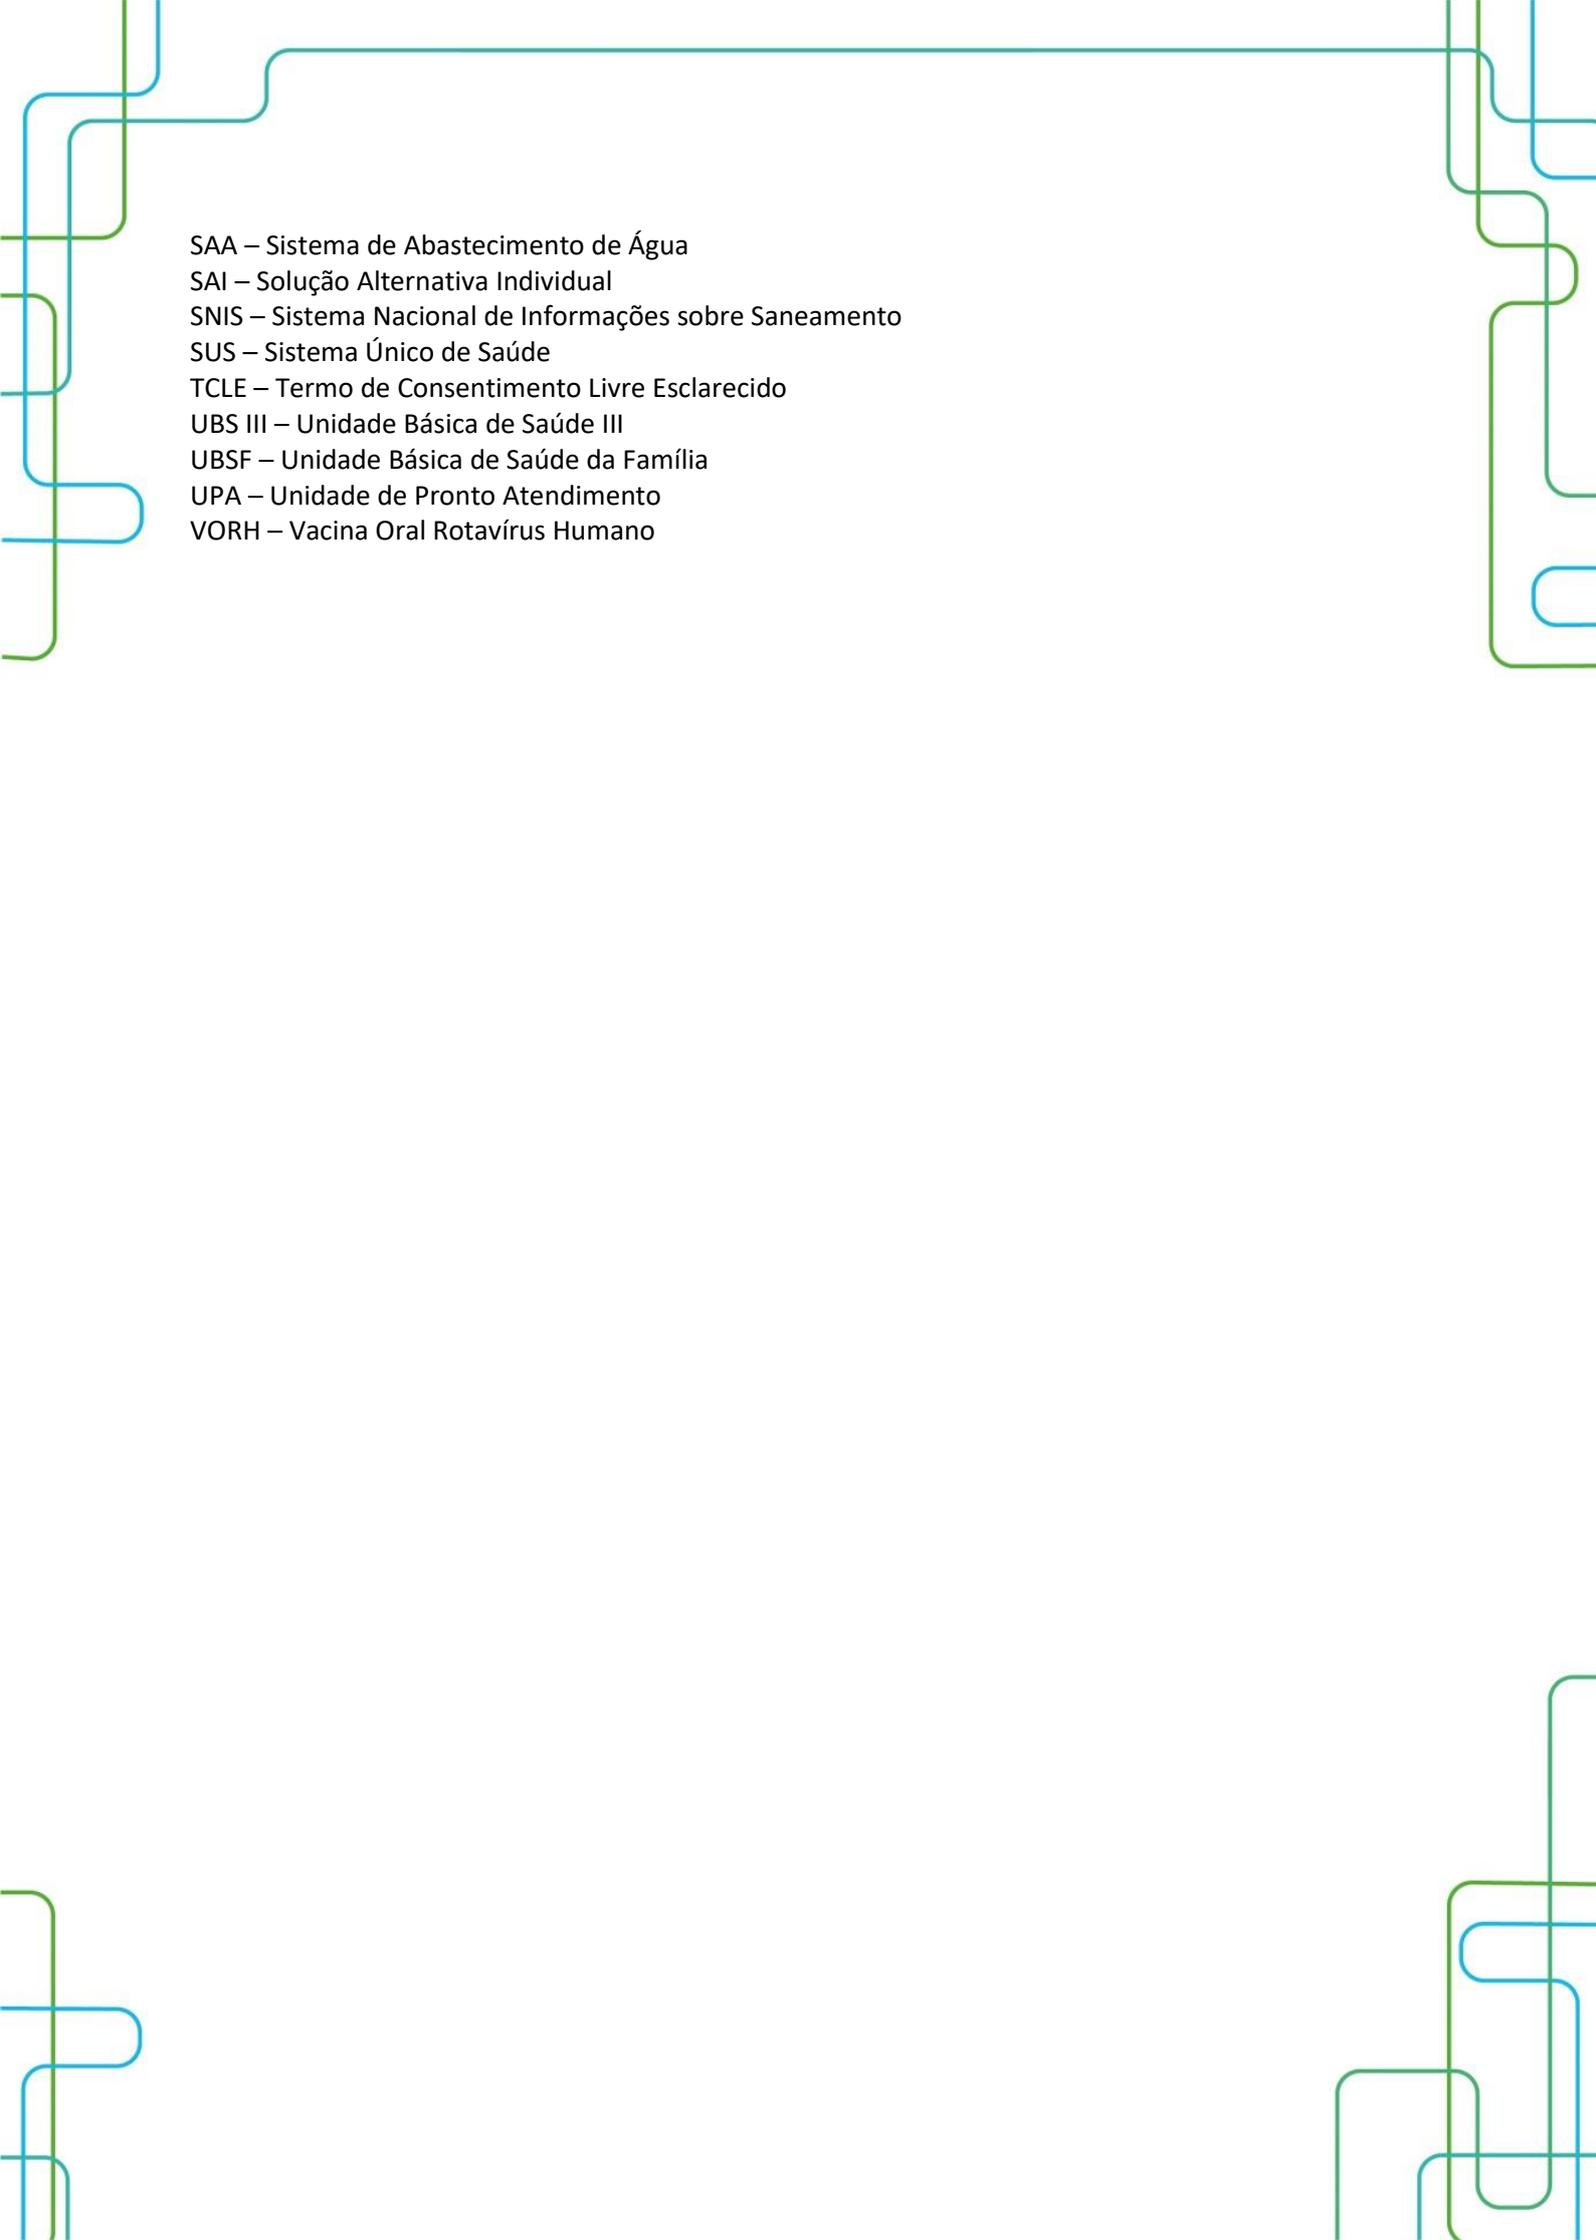 SAA – Sistema de Abastecimento de Água
SAI – Solução Alternativa Individual
SNIS – Sistema Nacional de Informações sobre Saneamento
SUS – Sistema Único de Saúde
TCLE – Termo de Consentimento Livre Esclarecido
UBS III – Unidade Básica de Saúde III
UBSF – Unidade Básica de Saúde da Família
UPA – Unidade de Pronto Atendimento
VORH – Vacina Oral Rotavírus Humano